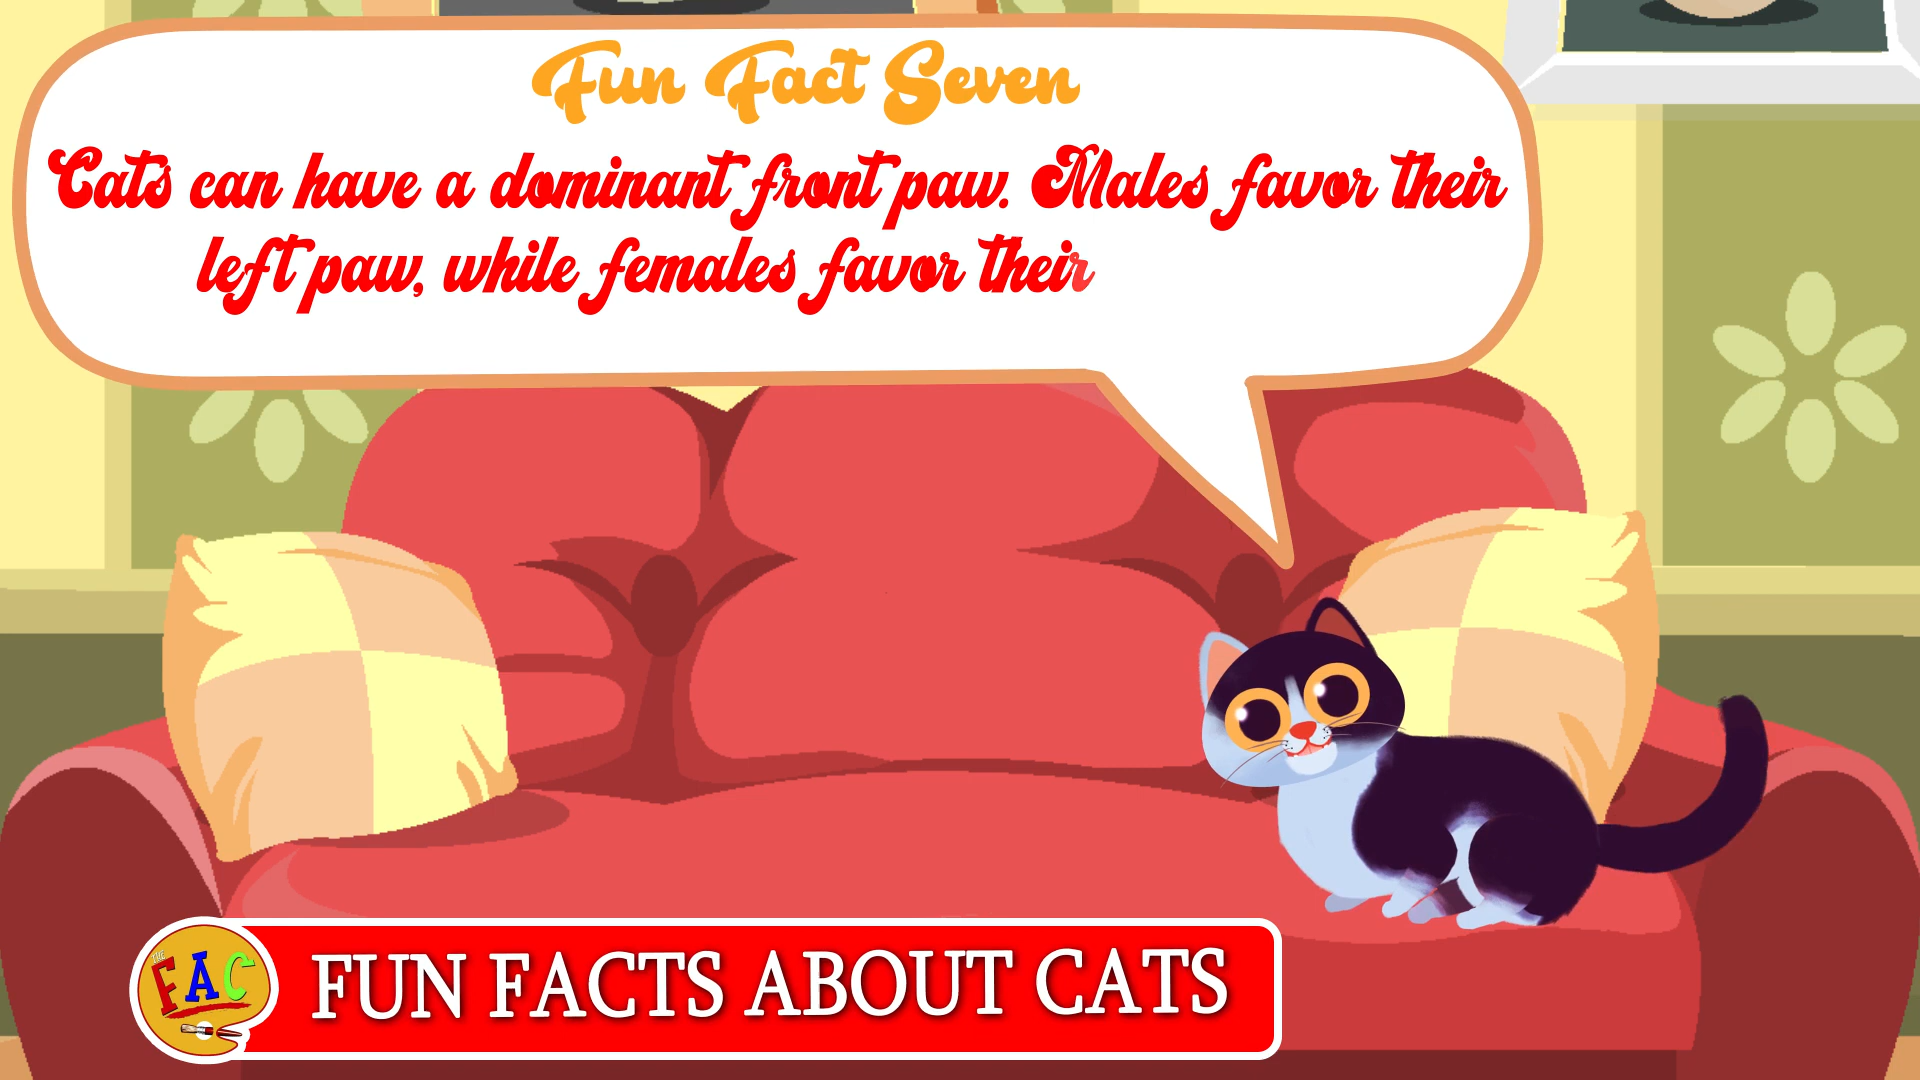 Fun Fact Seven
Cats can have a dominant front paw. Males favor their
left paw, while females favor their
THE
FAC
FUN FACTS ABOUT CATS